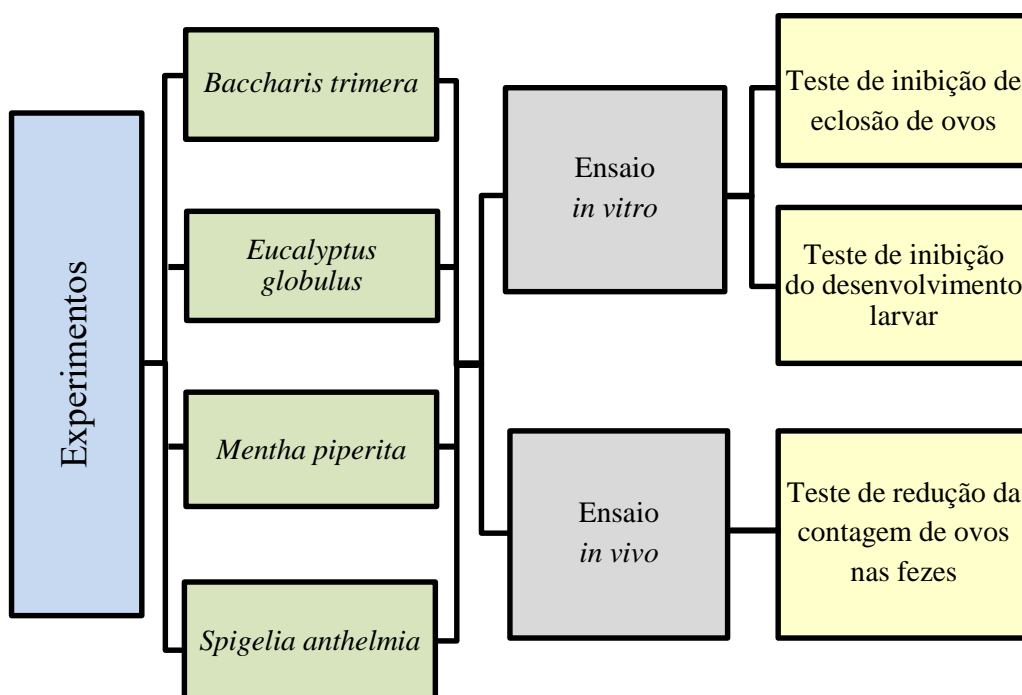 Experimentos
Baccharis trimera
Eucalyptus
globulus
Mentha piperita
Spigelia anthelmia
Ensaio
in vitro
Ensaio
in vivo
Teste de inibição de
eclosão de ovos
Teste de inibição
do desenvolvimento
larvar
Teste de redução da
contagem de ovos
nas fezes